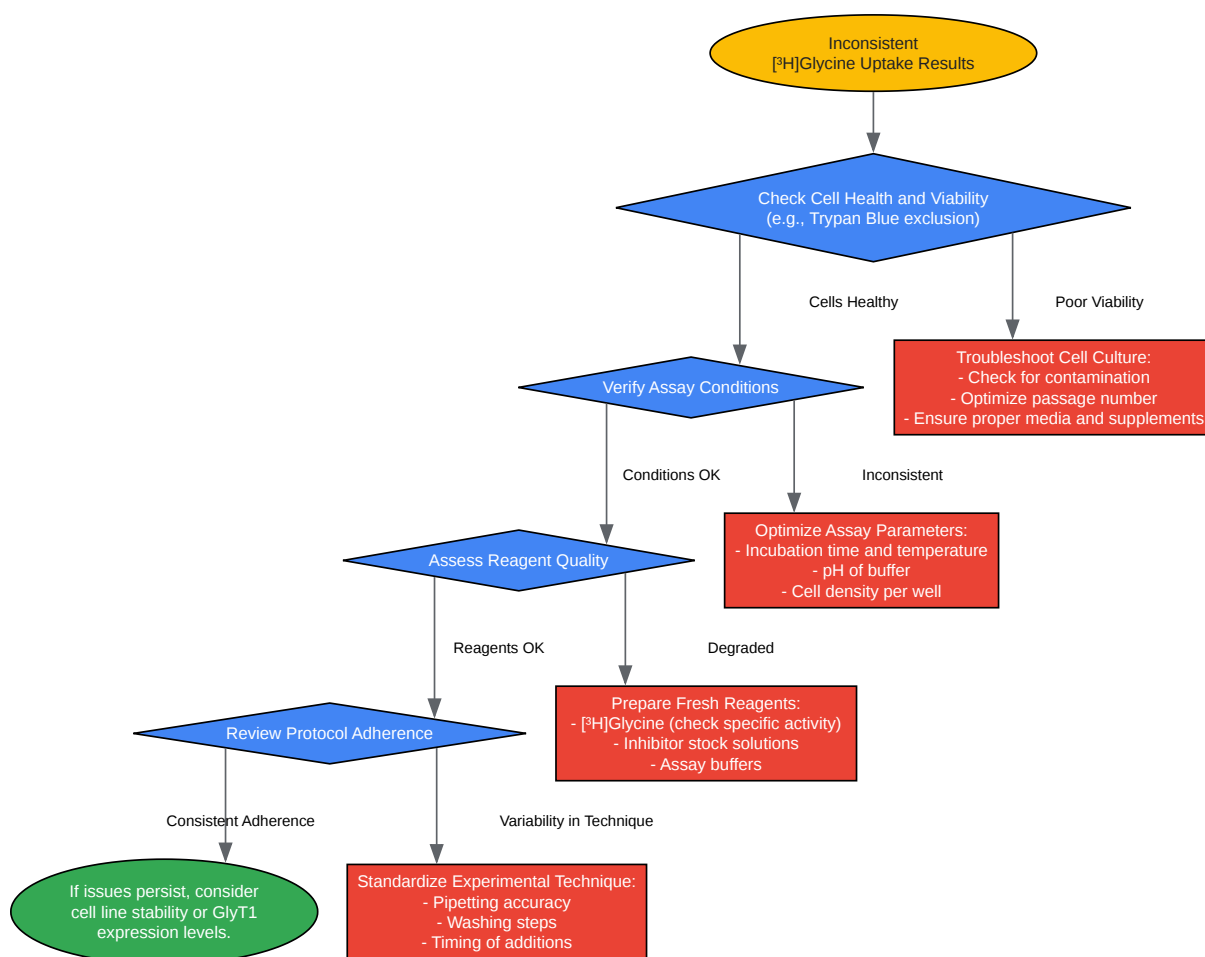 Inconsistent
[³H]Glycine Uptake Results
Check Cell Health and Viability
(e.g., Trypan Blue exclusion)
Cells Healthy
Poor Viability
Troubleshoot Cell Culture:
- Check for contamination
- Optimize passage number
- Ensure proper media and supplements
Verify Assay Conditions
Conditions OK
Inconsistent
Optimize Assay Parameters:
- Incubation time and temperature
- pH of buffer
- Cell density per well
Assess Reagent Quality
Reagents OK
Degraded
Prepare Fresh Reagents:
- [³H]Glycine (check specific activity)
- Inhibitor stock solutions
- Assay buffers
Review Protocol Adherence
Consistent Adherence
Variability in Technique
If issues persist, consider
cell line stability or GlyT1
expression levels.
Standardize Experimental Technique:
- Pipetting accuracy
- Washing steps
- Timing of additions